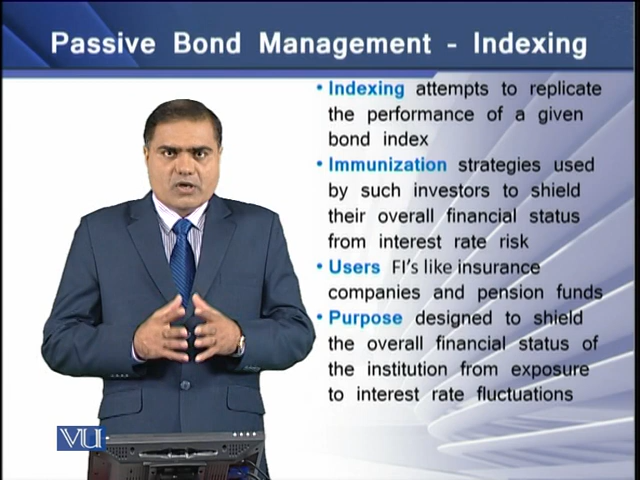 Passive Bond Management - Indexing
• Indexing attempts to replicate
the performance of a given
bond index
• Immunization strategies used
by such investors to shield
their overall financial status
from interest rate risk
• Users FI's like insurance
companies and pension funds
• Purpose designed to shield
the overall financial status of
the institution from exposure
to interest rate fluctuations
VU